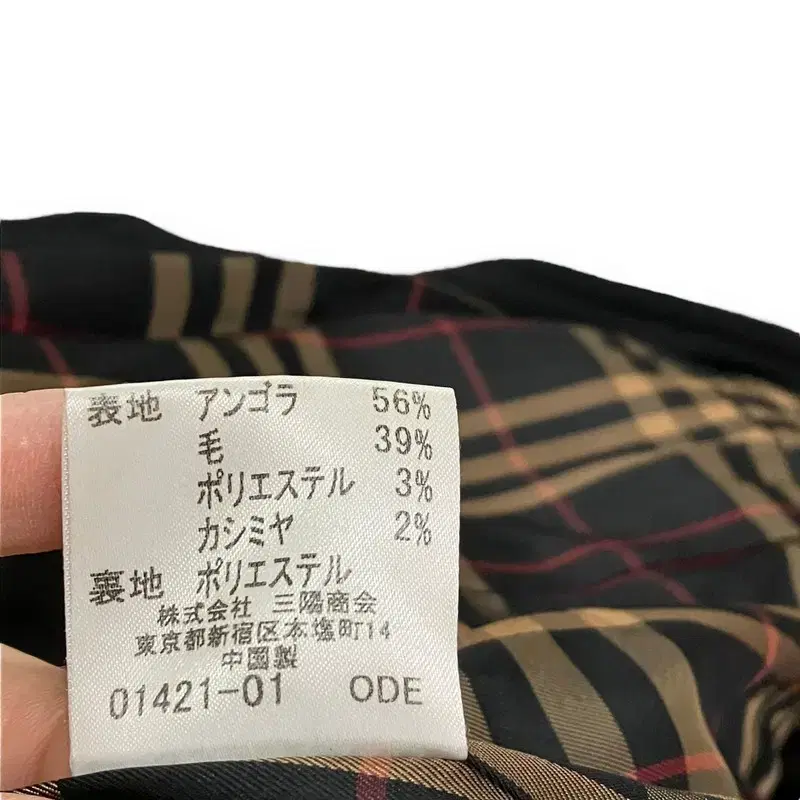 表地 アンゴラ 56%
毛 39%
ポリエステル 3%
カシミヤ 2%
裏地 ポリエステル
株式会社 三陽商会
東京都新宿区本塩町14
中国製
01421-01 ODE